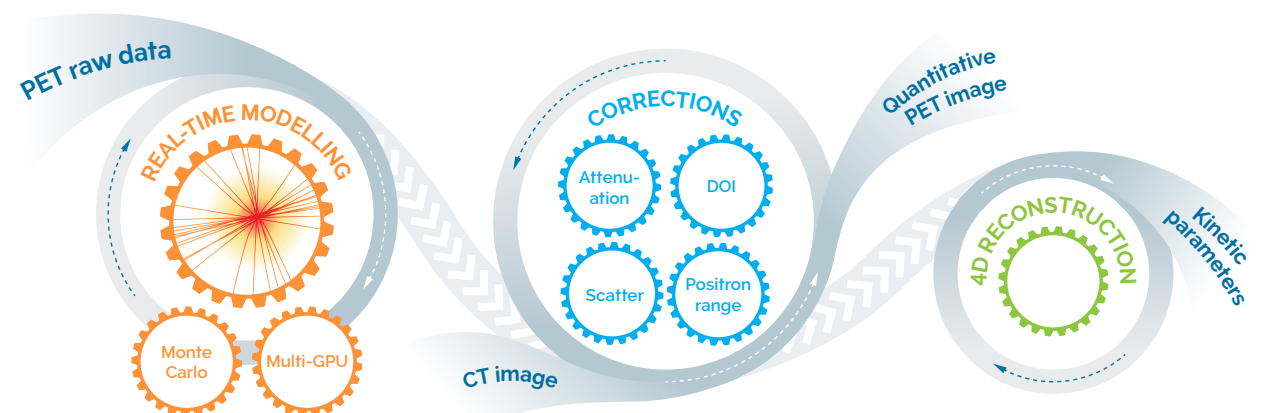 PET raw data
REAL-TIME MODELLING
Monte
Carlo
Multi-GPU
CORRECTIONS
Attenu-
ation
DOI
Scatter
Positron
range
CT image
Quantitative
PET image
4D RECONSTRUCTION
Kinetic
parameters